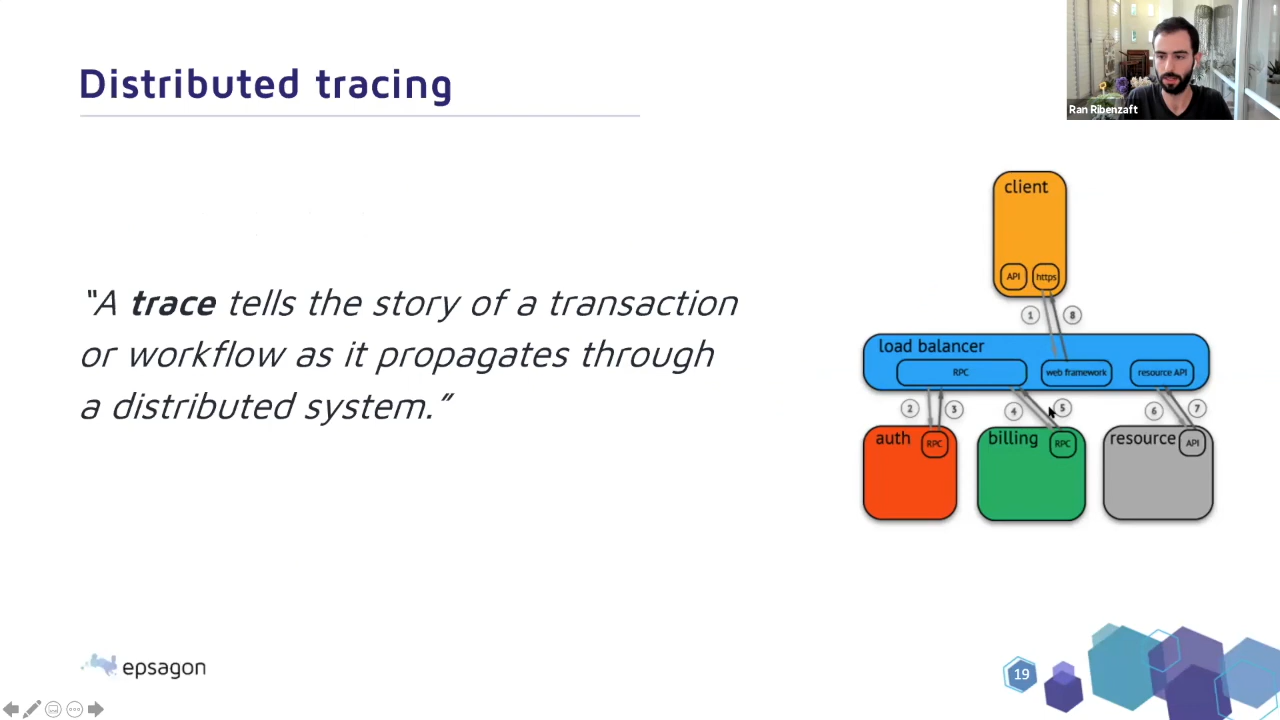 Distributed tracing
Ran Ribenzaft
“A trace tells the story of a transaction
or workflow as it propagates through
a distributed system.”
client
API https
1 8
load balancer
RPC web framework resource API
2 3 4 5 6 7
auth RPC billing RPC resource API
epsagon
19